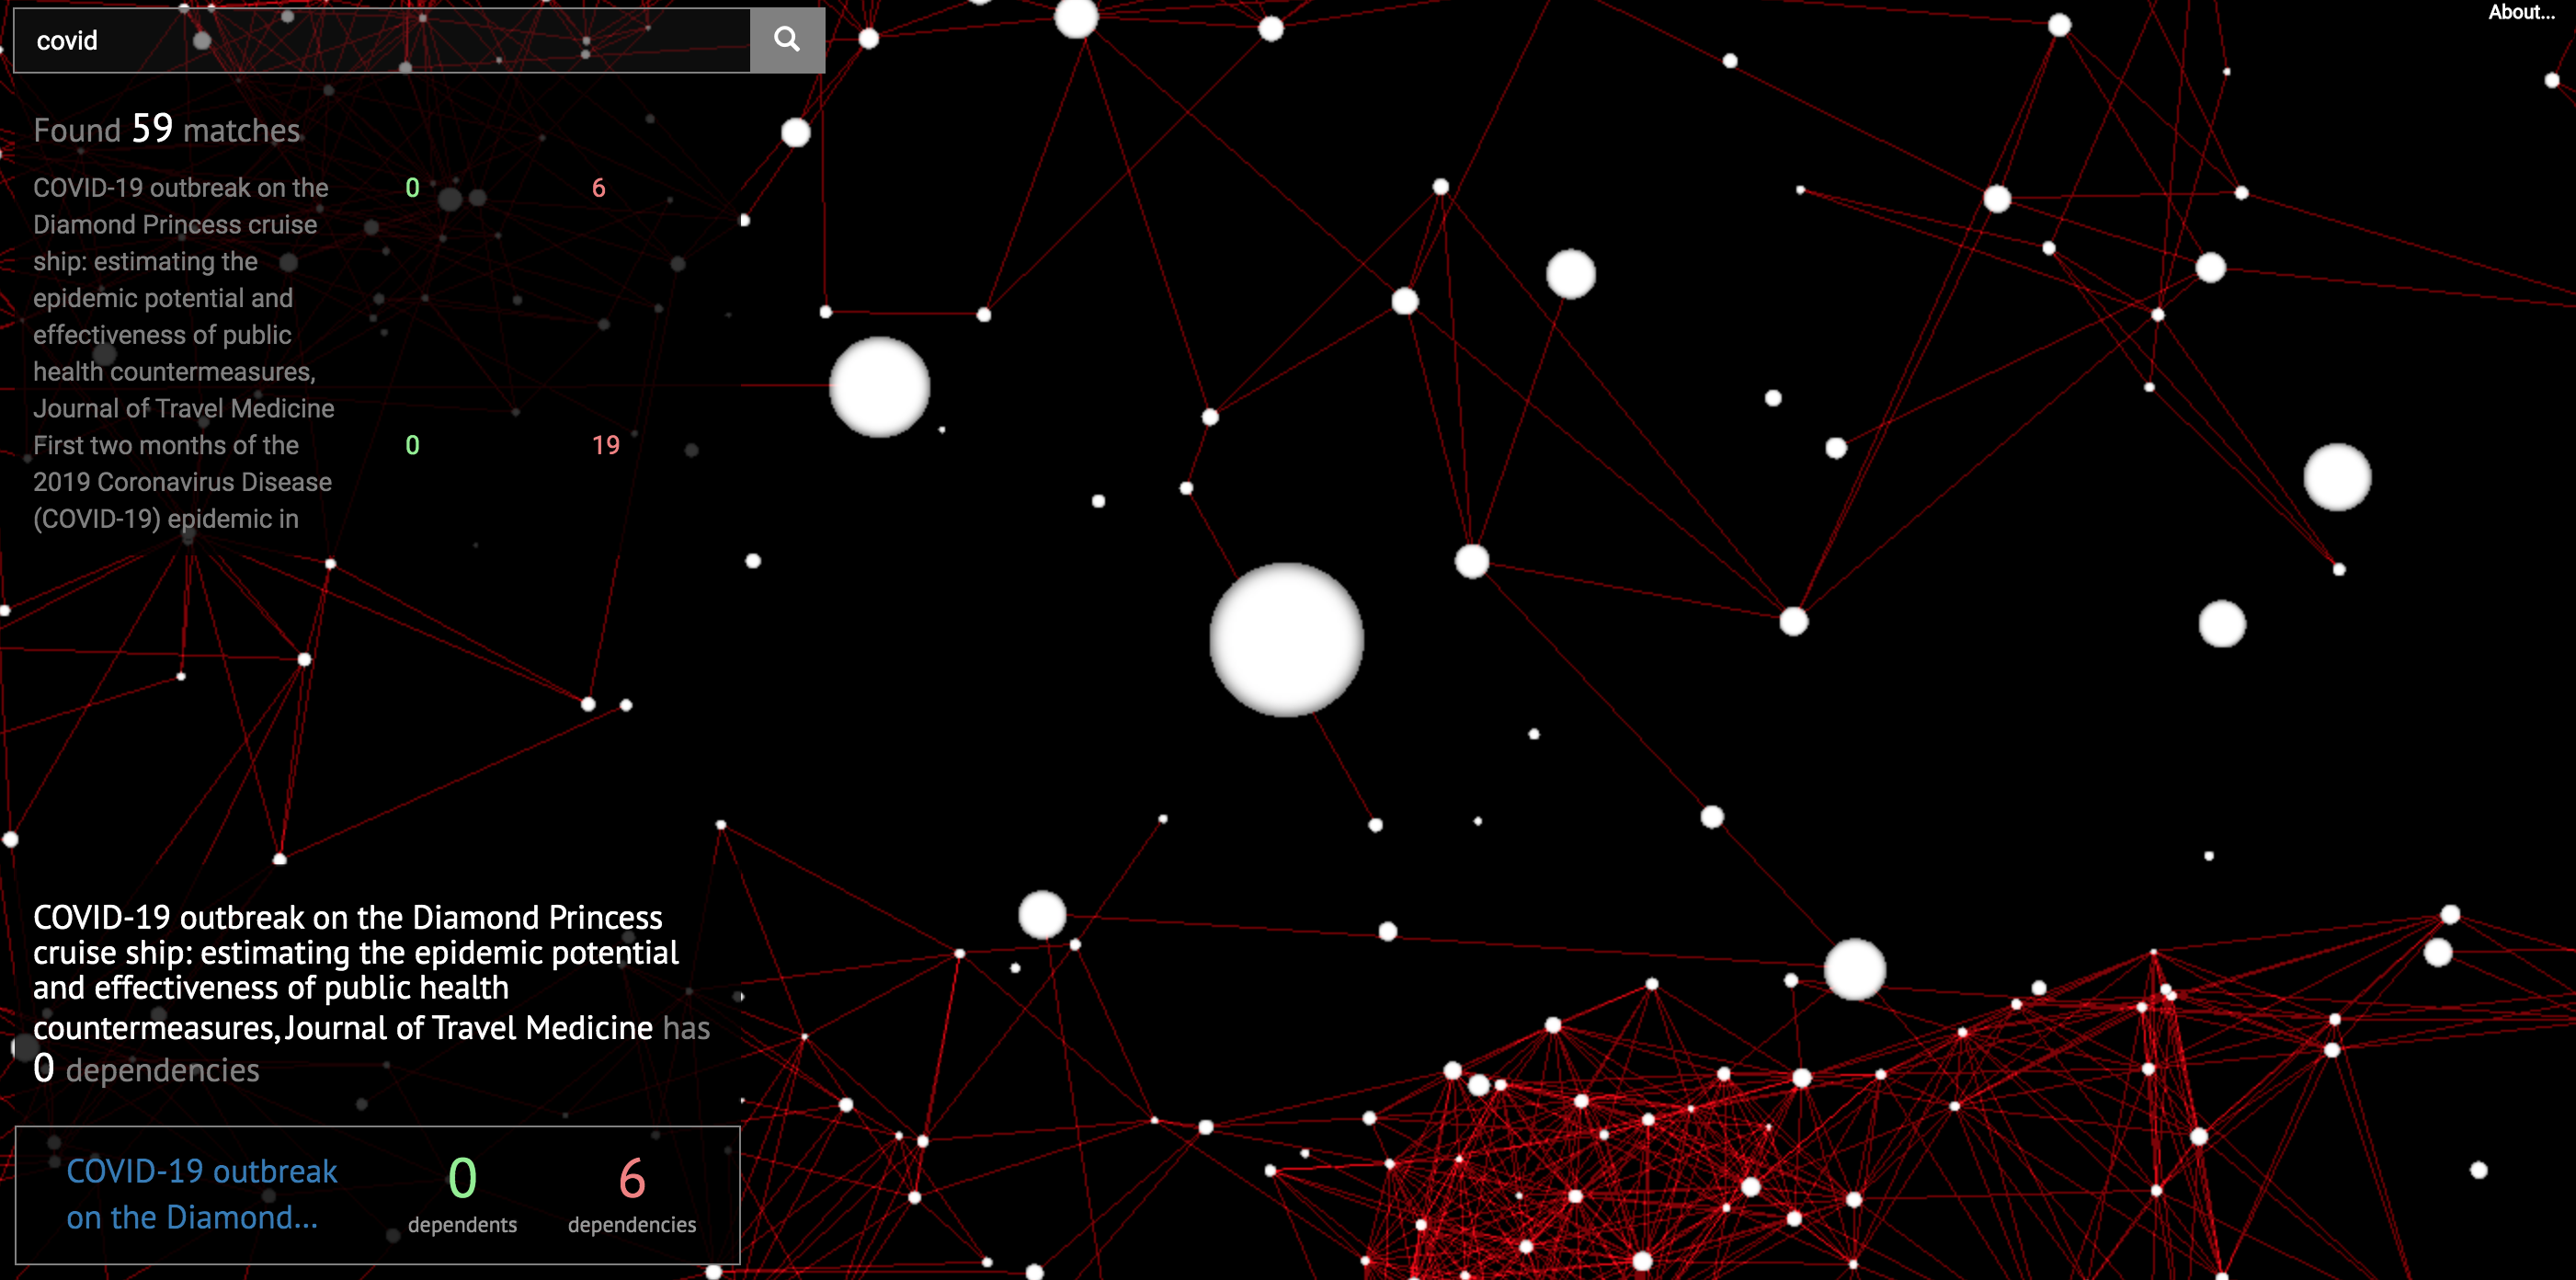 covid
About...
Found 59 matches
COVID-19 outbreak on the 0 6
Diamond Princess cruise
ship: estimating the
epidemic potential and
effectiveness of public
health countermeasures,
Journal of Travel Medicine
First two months of the 0 19
2019 Coronavirus Disease
(COVID-19) epidemic in
COVID-19 outbreak on the Diamond Princess
cruise ship: estimating the epidemic potential
and effectiveness of public health
countermeasures,Journal of Travel Medicine has
0 dependencies
COVID-19 outbreak 0 6
on the Diamond... dependents dependencies